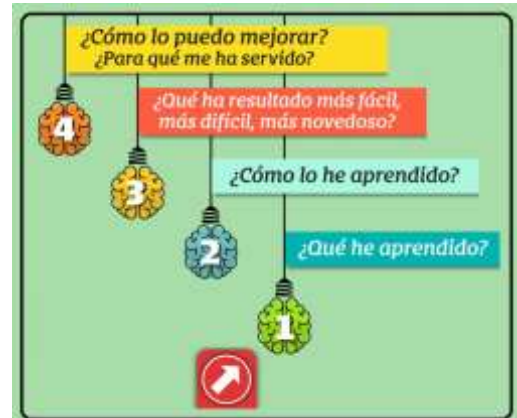 ¿Cómo lo puedo mejorar?
¿Para qué me ha servido?
4
¿Qué ha resultado más fácil,
más difícil, más novedoso?
3
¿Cómo lo he aprendido?
2
¿Qué he aprendido?
1